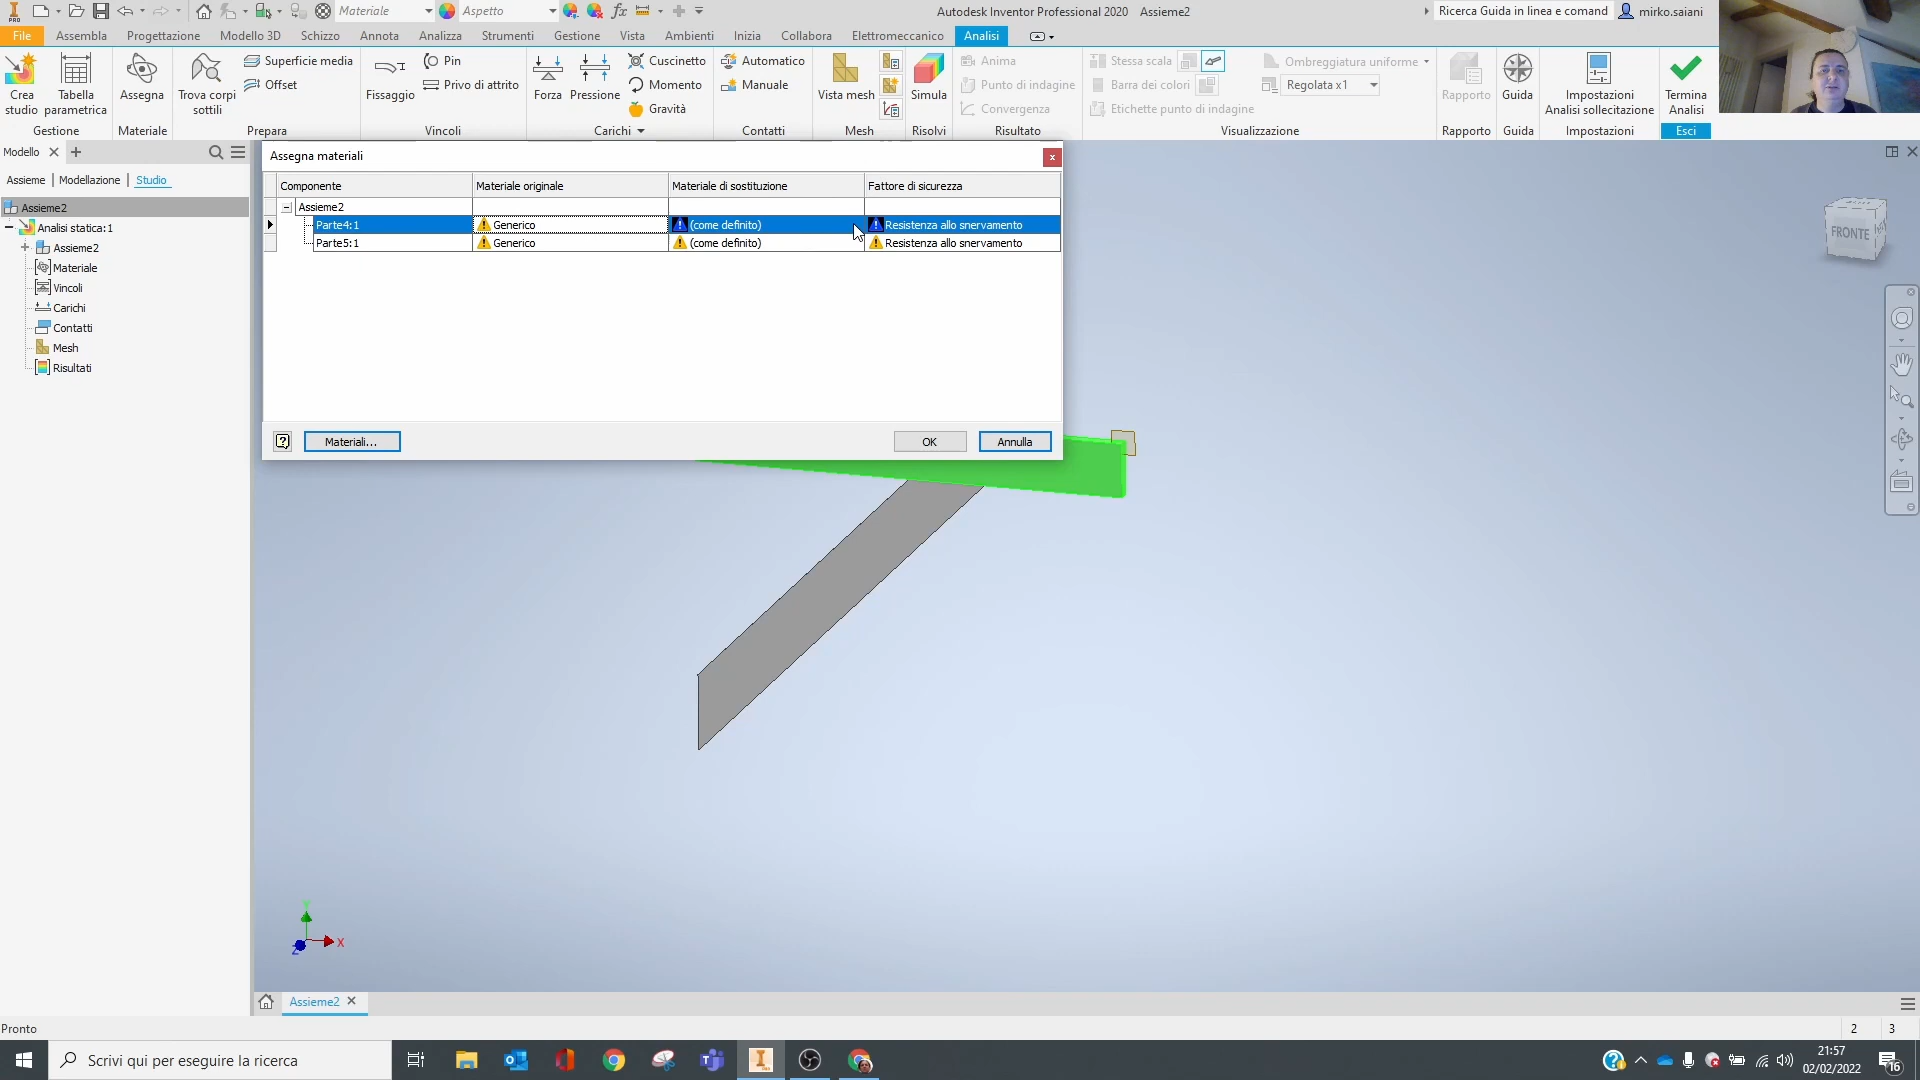 Materiale
Aspetto
Autodesk Inventor Professional 2020   Assieme2
Ricerca Guida in linea e comand
mirko.saiani
File
Assembla
Progettazione
Modello 3D
Schizzo
Annota
Analizza
Strumenti
Gestione
Vista
Ambienti
Inizia
Collabora
Elettromeccanico
Analisi
Crea studio
Tabella parametrica
Gestione
Assegna
Materiale
Trova corpi sottili
Superficie media
Offset
Prepara
Fissaggio
Pin
Privo di attrito
Vincoli
Forza
Pressione
Cuscinetto
Momento
Gravità
Carichi
Automatico
Manuale
Contatti
Vista mesh
Mesh
Simula
Risolvi
Anima
Punto di indagine
Convergenza
Risultato
Stessa scala
Barra dei colori
Etichette punto di indagine
Ombreggiatura uniforme
Regolata x1
Visualizzazione
Rapporto
Rapporto
Guida
Guida
Impostazioni
Analisi sollecitazione
Impostazioni
Termina
Analisi
Esci
Modello
Assieme
Modellazione
Studio
Assieme2
Analisi statica:1
Assieme2
Materiale
Vincoli
Carichi
Contatti
Mesh
Risultati
Assegna materiali
Componente
Materiale originale
Materiale di sostituzione
Fattore di sicurezza
Assieme2
Parte4:1
Generico
(come definito)
Resistenza allo snervamento
Parte5:1
Generico
(come definito)
Resistenza allo snervamento
Materiali...
OK
Annulla
FRONTE
X
Assieme2
Pronto
2
3
Scrivi qui per eseguire la ricerca
21:57
02/02/2022
16